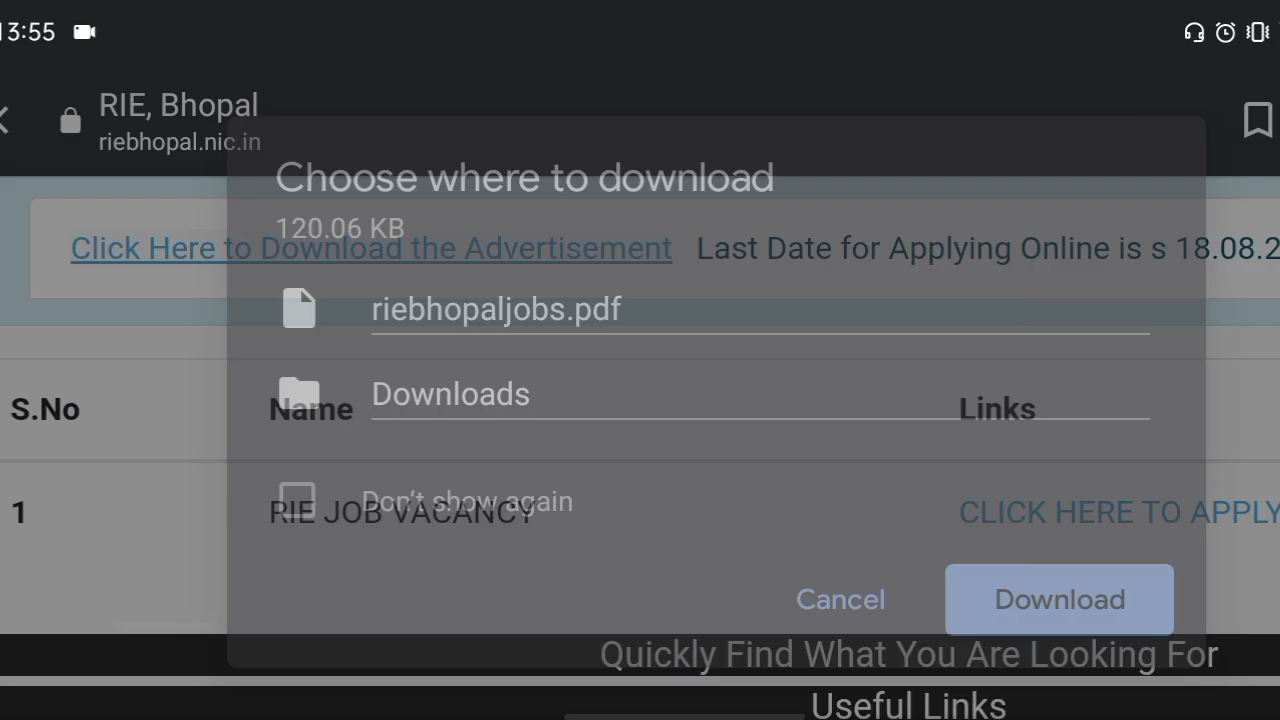 13:55
RIE, Bhopal
riebhopal.nic.in
Choose where to download
120.06 KB
Click Here to Download the Advertisement Last Date for Applying Online is s 18.08.2
riebhopaljobs.pdf
Downloads
S.No Name Links
Don't show again
1 RIE JOB VACANCY CLICK HERE TO APPLY
Cancel Download
Quickly Find What You Are Looking For
Useful Links